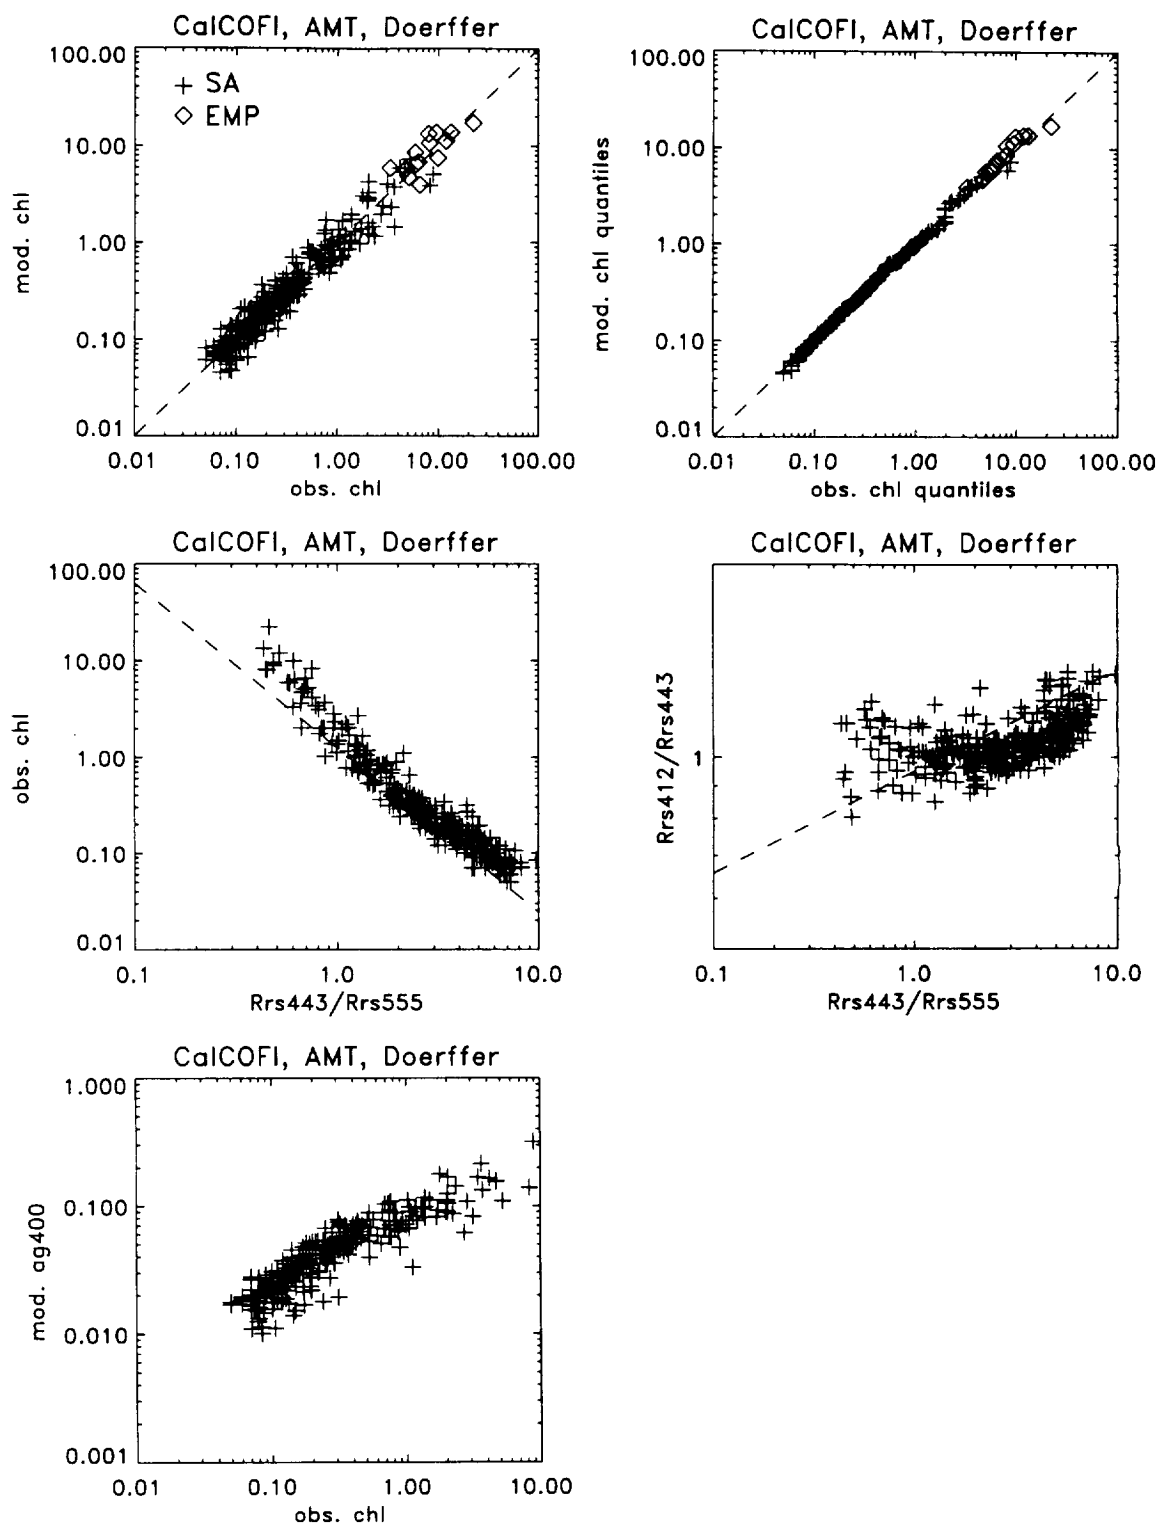 CalCOFI, AMT, Doerffer
100.00
10.00
1.00
0.10
0.01
mod. chl
SA
EMP
0.01 0.10 1.00 10.00 100.00
obs. chl
CalCOFI, AMT, Doerffer
100.00
10.00
1.00
0.10
0.01
mod. chl quantiles
0.01 0.10 1.00 10.00 100.00
obs. chl quantiles
CalCOFI, AMT, Doerffer
100.00
10.00
1.00
0.10
0.01
obs. chl
0.1 1.0 10.0
Rrs443/Rrs555
CalCOFI, AMT, Doerffer
1
Rrs412/Rrs443
0.1 1.0 10.0
Rrs443/Rrs555
CalCOFI, AMT, Doerffer
1.000
0.100
0.010
0.001
mod. ag400
0.01 0.10 1.00 10.00
obs. chl